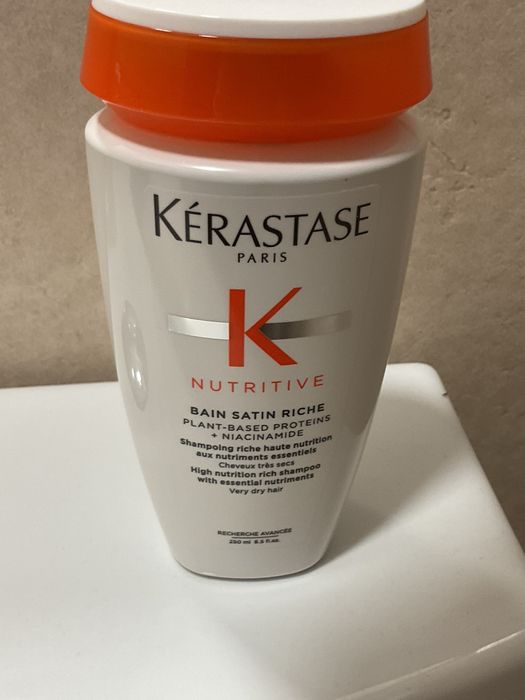 KÉRASTASE
PARIS
K
NUTRITIVE
BAIN SATIN RICHE
PLANT-BASED PROTEINS
+ NIACINAMIDE
Shampoing riche haute nutrition
aux nutriments essentiels
Cheveux très secs
High nutrition rich shampoo
with essential nutriments
Very dry hair
RECHERCHE AVANCÉE
250 ml 8.5 fl.oz.